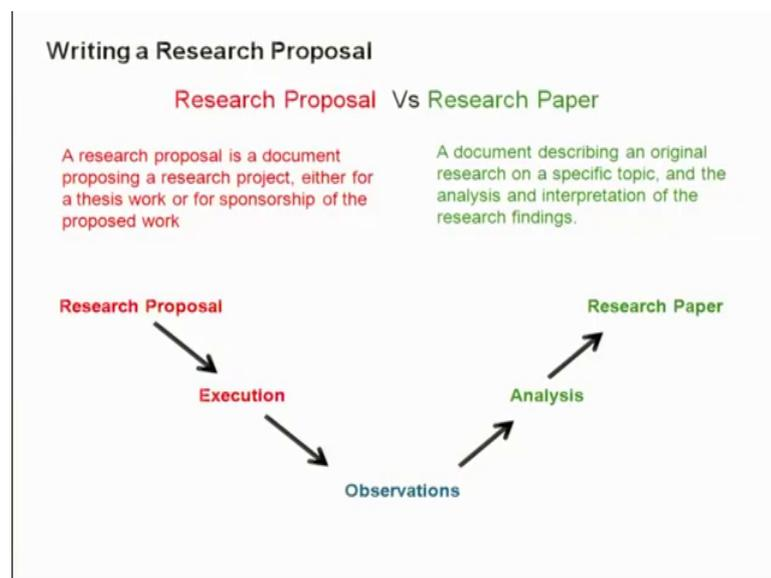 Writing a Research Proposal
Research Proposal Vs Research Paper
A research proposal is a document
proposing a research project, either for
a thesis work or for sponsorship of the
proposed work
A document describing an original
research on a specific topic, and the
analysis and interpretation of the
research findings.
Research Proposal
Research Paper
Execution
Analysis
Observations